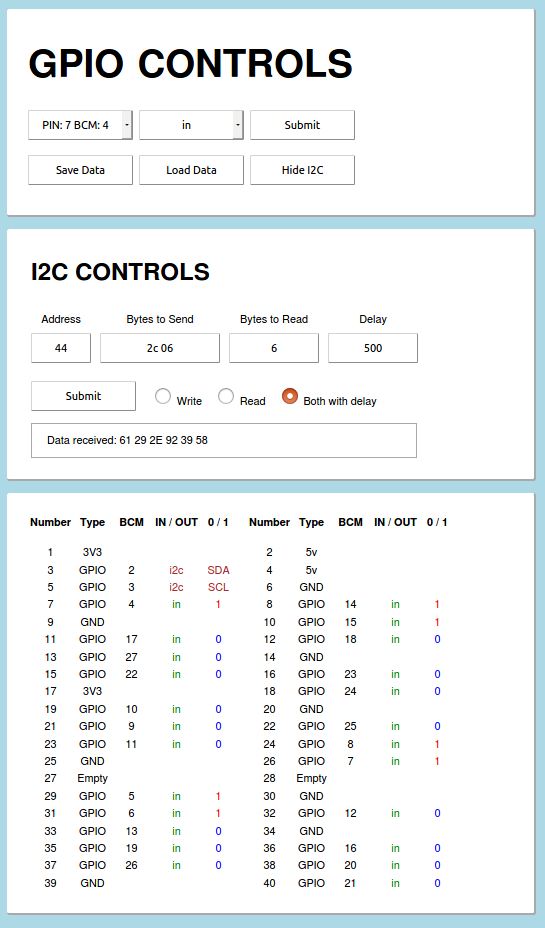 GPIO CONTROLS
PIN: 7 BCM: 4 in Submit
Save Data Load Data Hide I2C
I2C CONTROLS
Address Bytes to Send Bytes to Read Delay
44 2c 06 6 500
Submit Write Read Both with delay
Data received: 61 29 2E 92 39 58
Number Type BCM IN / OUT 0 / 1 Number Type BCM IN / OUT 0 / 1
1 3V3 2 5v
3 GPIO 2 i2c SDA 4 5v
5 GPIO 3 i2c SCL 6 GND
7 GPIO 4 in 1 8 GPIO 14 in 1
9 GND 10 GPIO 15 in 1
11 GPIO 17 in 0 12 GPIO 18 in 0
13 GPIO 27 in 0 14 GND
15 GPIO 22 in 0 16 GPIO 23 in 0
17 3V3 18 GPIO 24 in 0
19 GPIO 10 in 0 20 GND
21 GPIO 9 in 0 22 GPIO 25 in 0
23 GPIO 11 in 0 24 GPIO 8 in 1
25 GND 26 GPIO 7 in 1
27 Empty 28 Empty
29 GPIO 5 in 1 30 GND
31 GPIO 6 in 1 32 GPIO 12 in 0
33 GPIO 13 in 0 34 GND
35 GPIO 19 in 0 36 GPIO 16 in 0
37 GPIO 26 in 0 38 GPIO 20 in 0
39 GND 40 GPIO 21 in 0